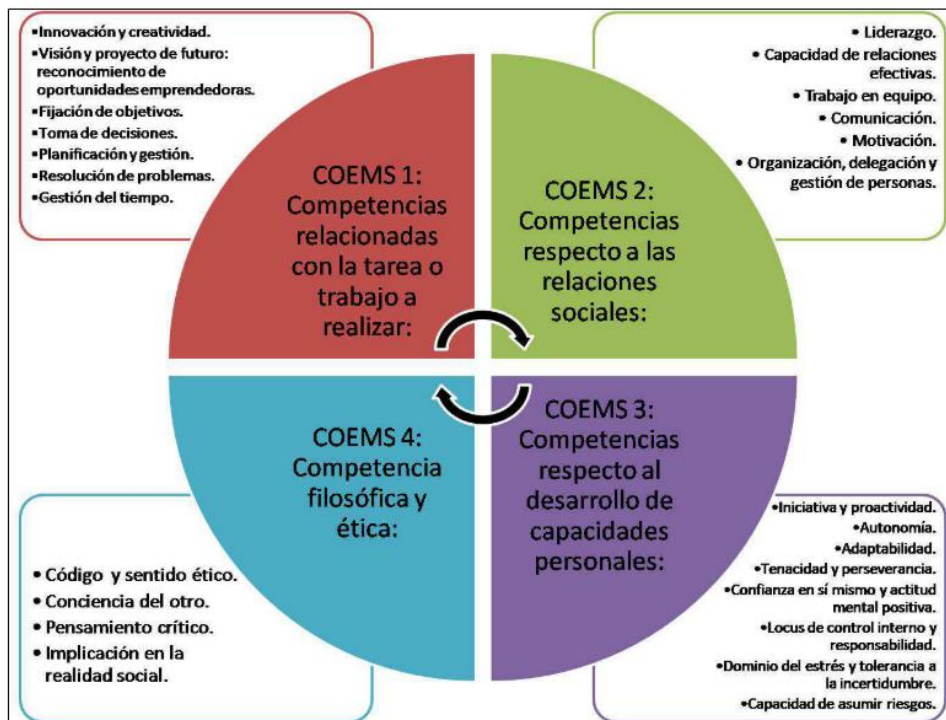 ▪Innovación y creatividad.
▪Visión y proyecto de futuro:
reconocimiento de
oportunidades emprendedoras.
▪Fijación de objetivos.
▪Toma de decisiones.
▪Planificación y gestión.
▪Resolución de problemas.
▪Gestión del tiempo.
• Liderazgo.
• Capacidad de relaciones
efectivas.
• Trabajo en equipo.
• Comunicación.
• Motivación.
• Organización, delegación y
gestión de personas.
COEMS 1:
Competencias
relacionadas
con la tarea o
trabajo a
realizar:
COEMS 2:
Competencias
respecto a las
relaciones
sociales:
COEMS 4:
Competencia
filosófica y
ética:
COEMS 3:
Competencias
respecto al
desarrollo de
capacidades
personales:
• Código y sentido ético.
• Conciencia del otro.
• Pensamiento crítico.
• Implicación en la
realidad social.
•Iniciativa y proactividad.
•Autonomía.
•Adaptabilidad.
•Tenacidad y perseverancia.
•Confianza en sí mismo y actitud
mental positiva.
•Locus de control interno y
responsabilidad.
•Dominio del estrés y tolerancia a
la incertidumbre.
•Capacidad de asumir riesgos.